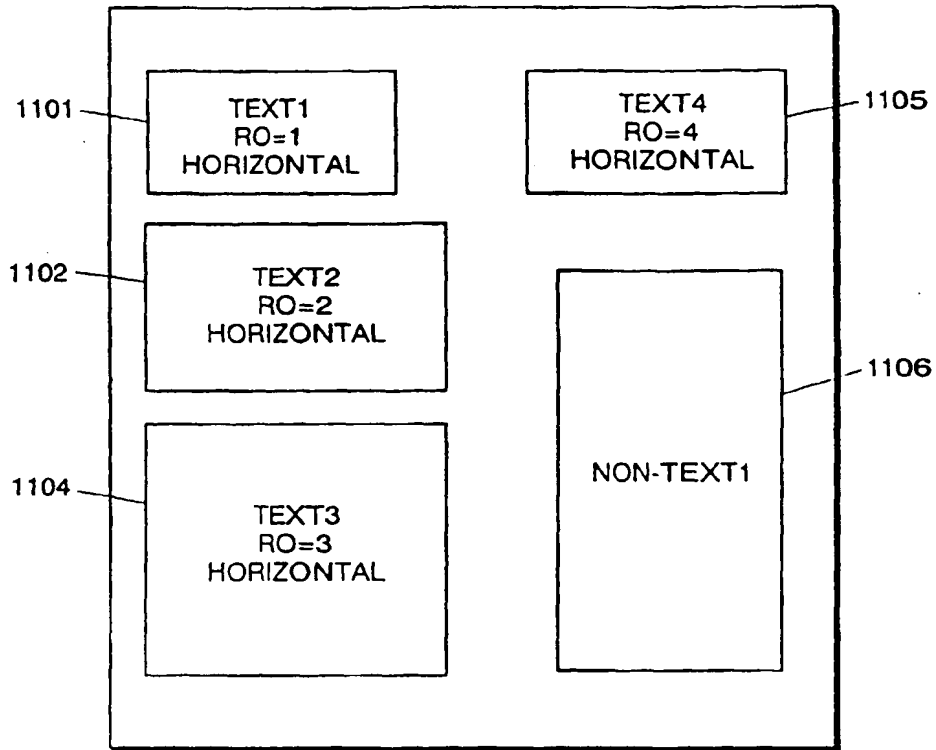 1101
TEXT1
RO=1
HORIZONTAL
1102
TEXT2
RO=2
HORIZONTAL
1104
TEXT3
RO=3
HORIZONTAL
TEXT4
RO=4
HORIZONTAL
1105
NON-TEXT1
1106